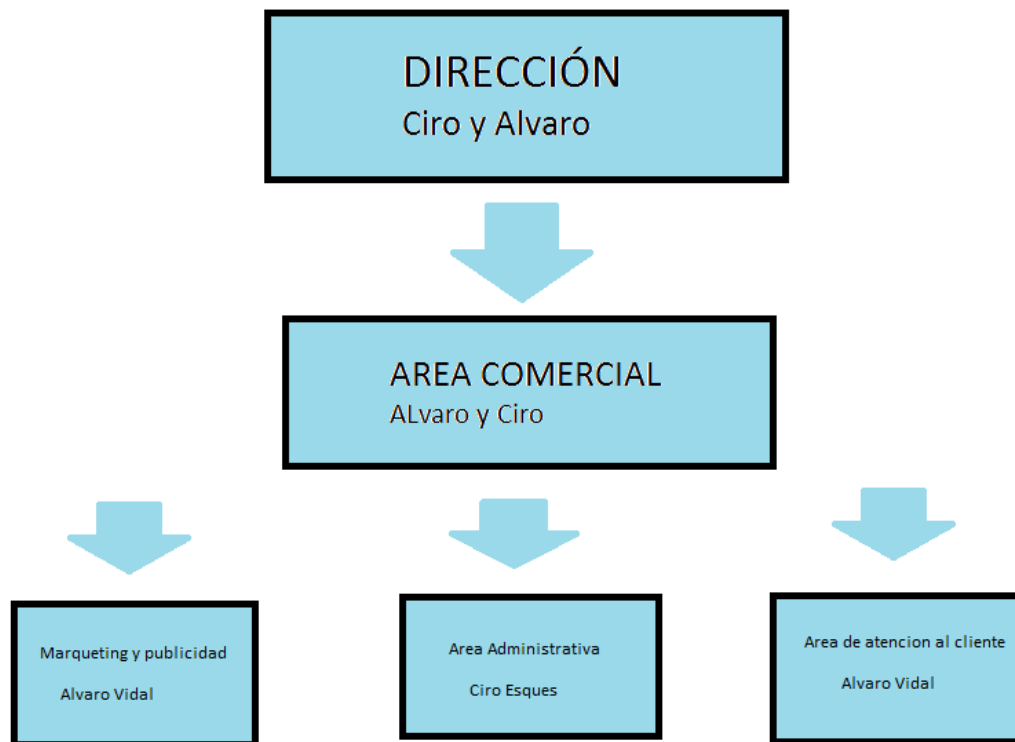 DIRECCIÓN
Ciro y Alvaro
AREA COMERCIAL
ALvaro y Ciro
Marqueting y publicidad
Alvaro Vidal
Area Administrativa
Ciro Esques
Area de atencion al cliente
Alvaro Vidal